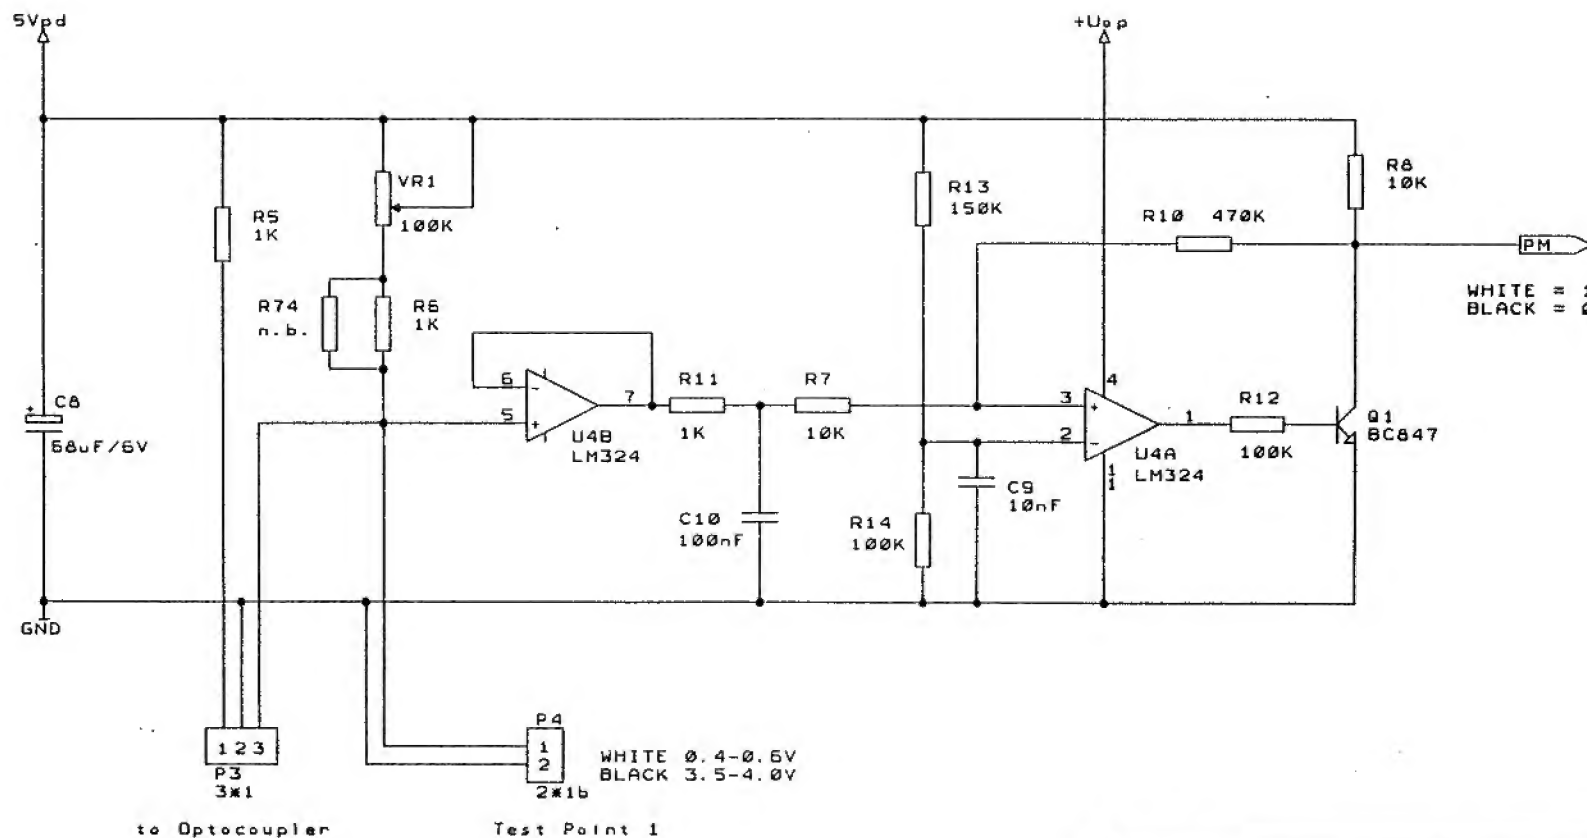 5Vpd
+Uop
R5
1K
VR1
100K
R74
n.b.
R6
1K
R13
150K
R8
10K
R10 470K
PM
WHITE =
BLACK =
C8
+
68uF/6V
6
-
5
+
7
U4B
LM324
R11
1K
R7
10K
3
+
2
-
4
1
11
U4A
LM324
R12
100K
Q1
BC847
C10
100nF
R14
100K
C9
10nF
GND
1 2 3
P3
3*1
to Optocoupler
P4
1
2
2*1b
WHITE 0.4-0.6V
BLACK 3.5-4.0V
Test Point 1